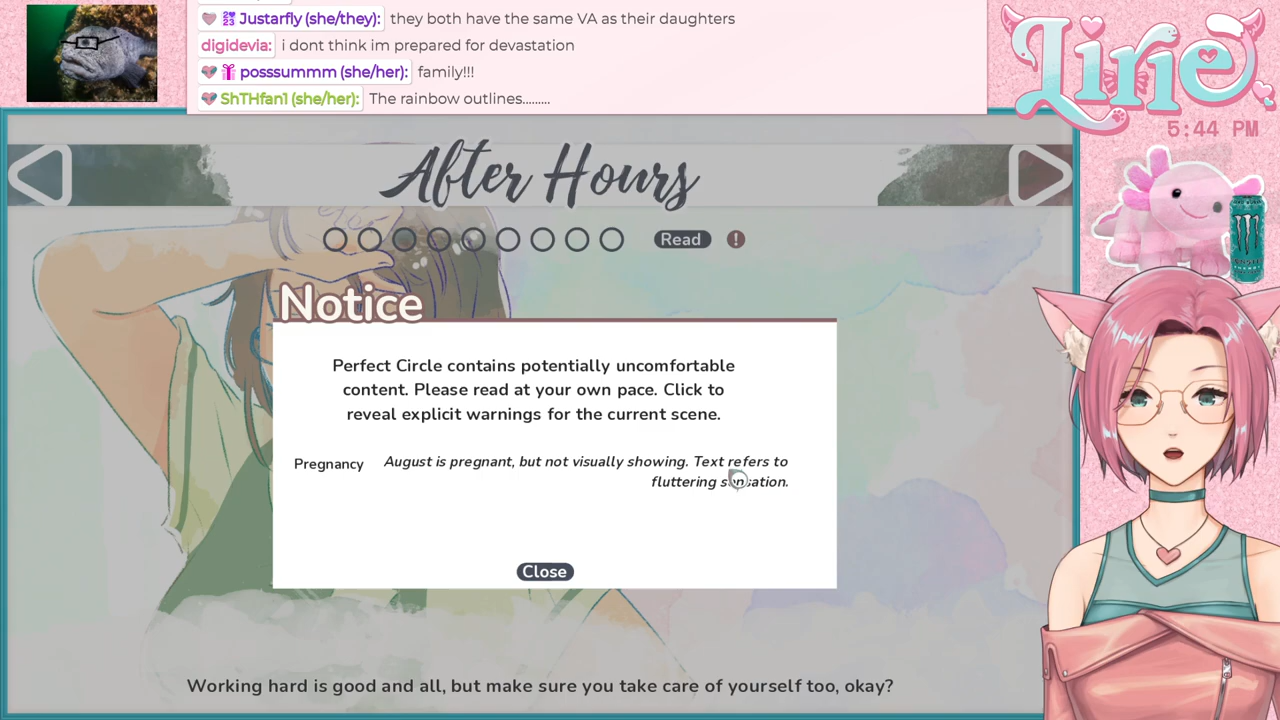 Justarfly (she/they): they both have the same VA as their daughters
digidevia: i dont think im prepared for devastation
posssummm (she/her): family!!!
ShTHfan1 (she/her): The rainbow outlines.........
Lirie
5:44 PM
After Hours
Read !
Notice
Perfect Circle contains potentially uncomfortable
content. Please read at your own pace. Click to
reveal explicit warnings for the current scene.
Pregnancy
August is pregnant, but not visually showing. Text refers to
fluttering sensation.
Close
Working hard is good and all, but make sure you take care of yourself too, okay?